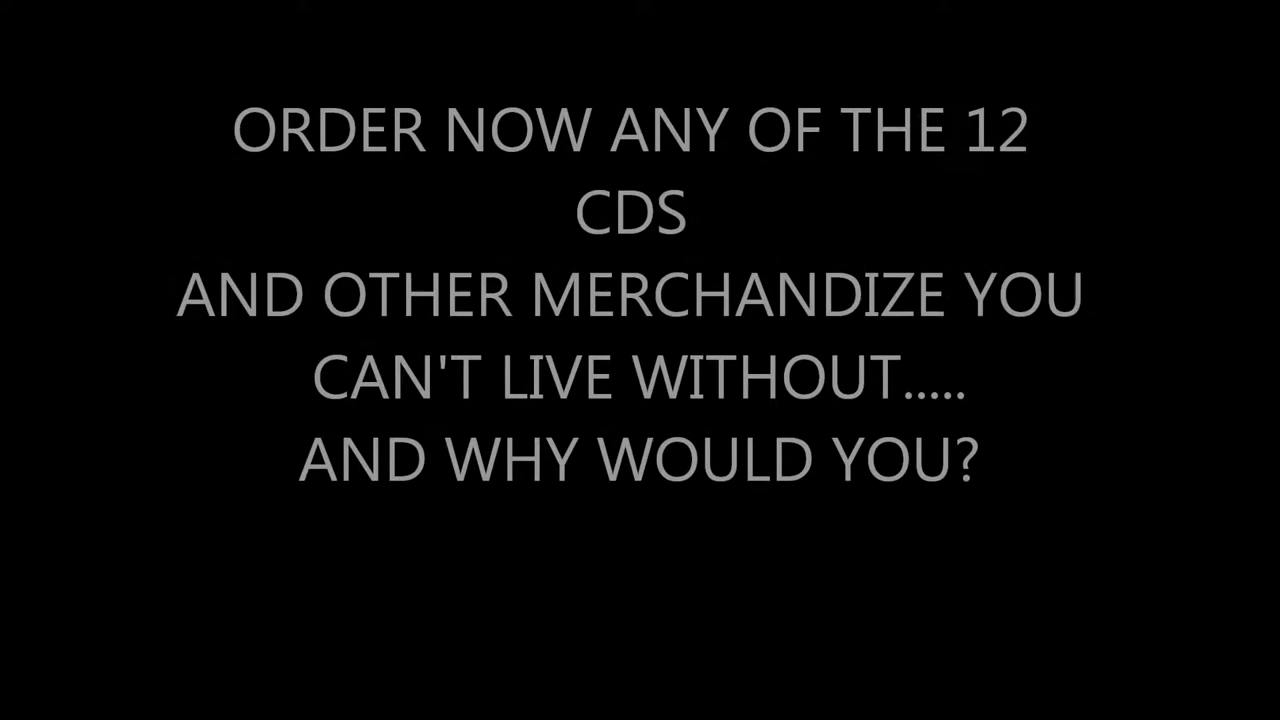 ORDER NOW ANY OF THE 12
CDS
AND OTHER MERCHANDIZE YOU
CAN'T LIVE WITHOUT.....
AND WHY WOULD YOU?